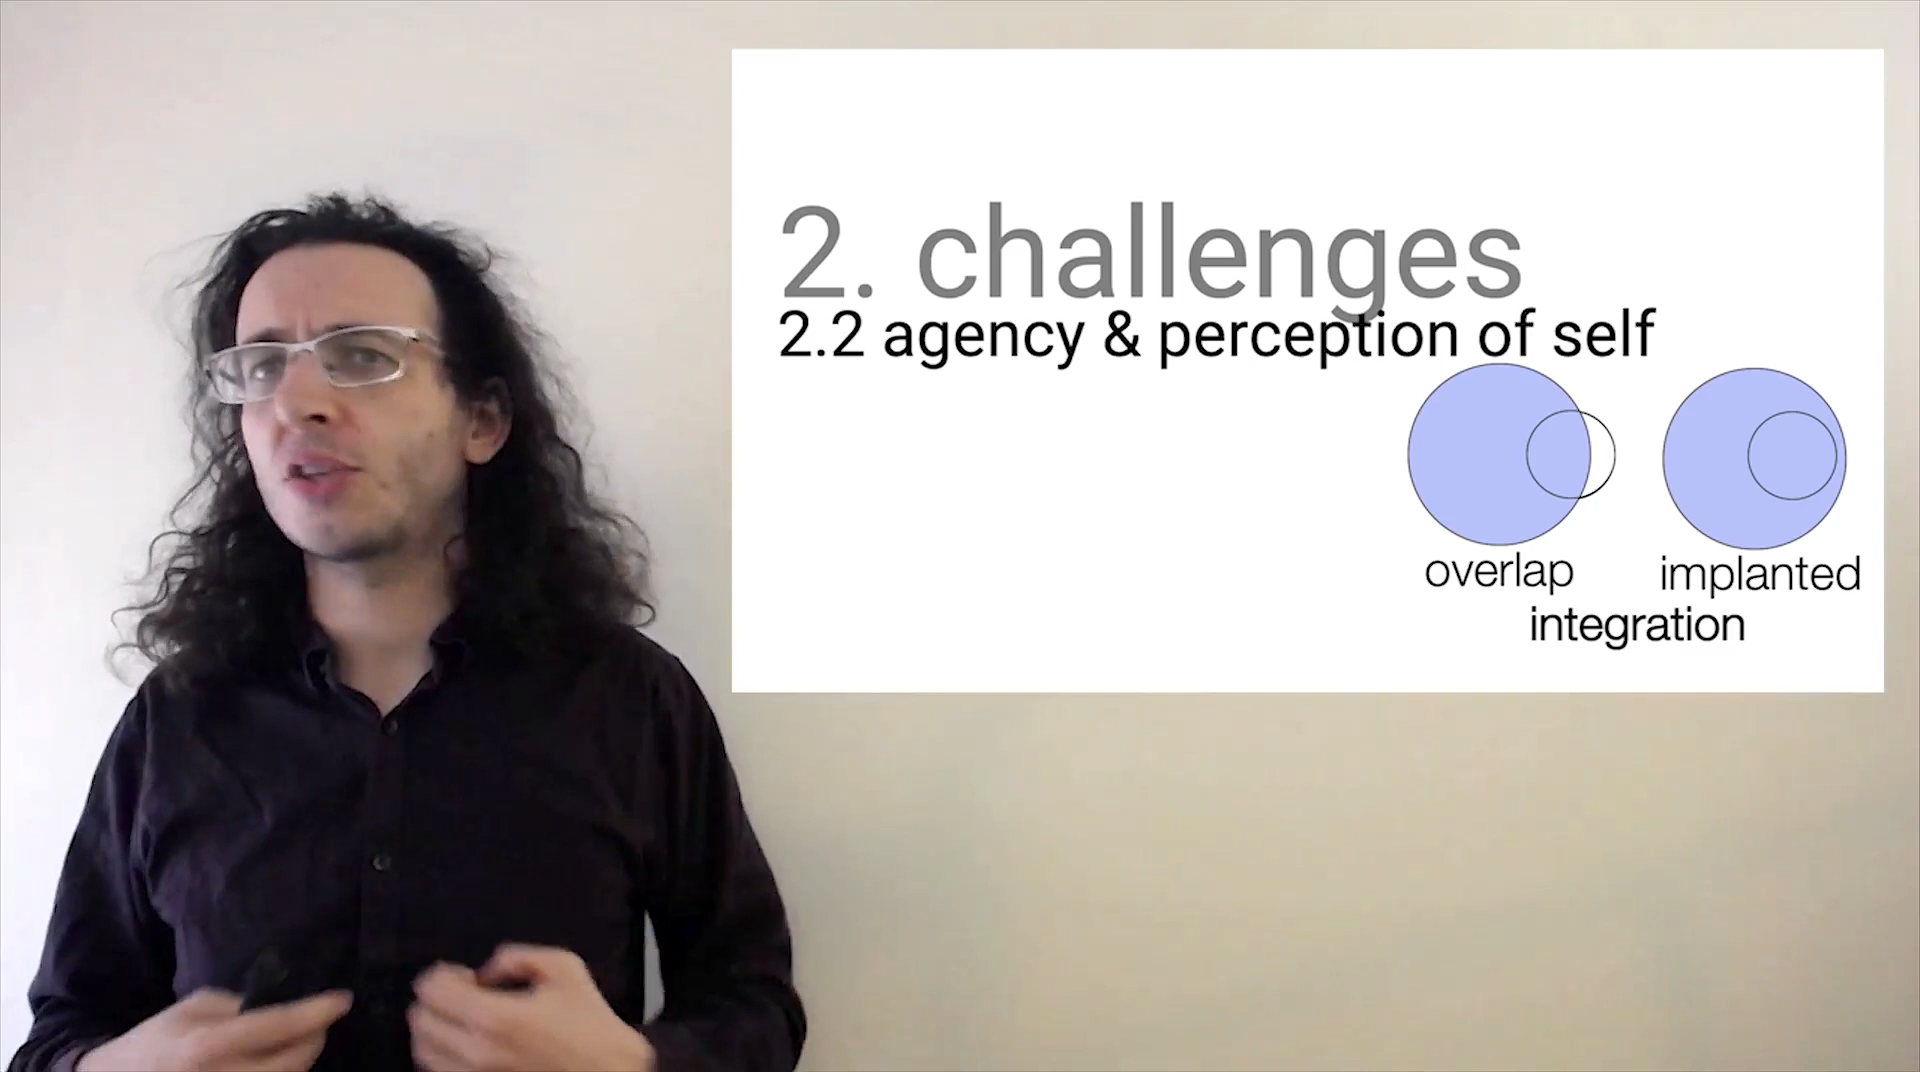 2. challenges
2.2 agency & perception of self
overlap
implanted
integration